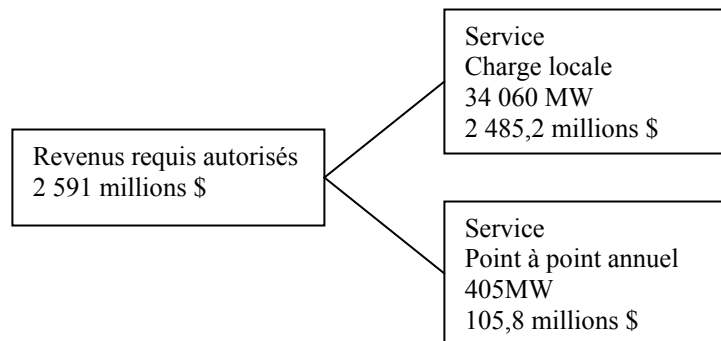 Revenus requis autorisés
2 591 millions $
Service
Charge locale
34 060 MW
2 485,2 millions $
Service
Point à point annuel
405MW
105,8 millions $